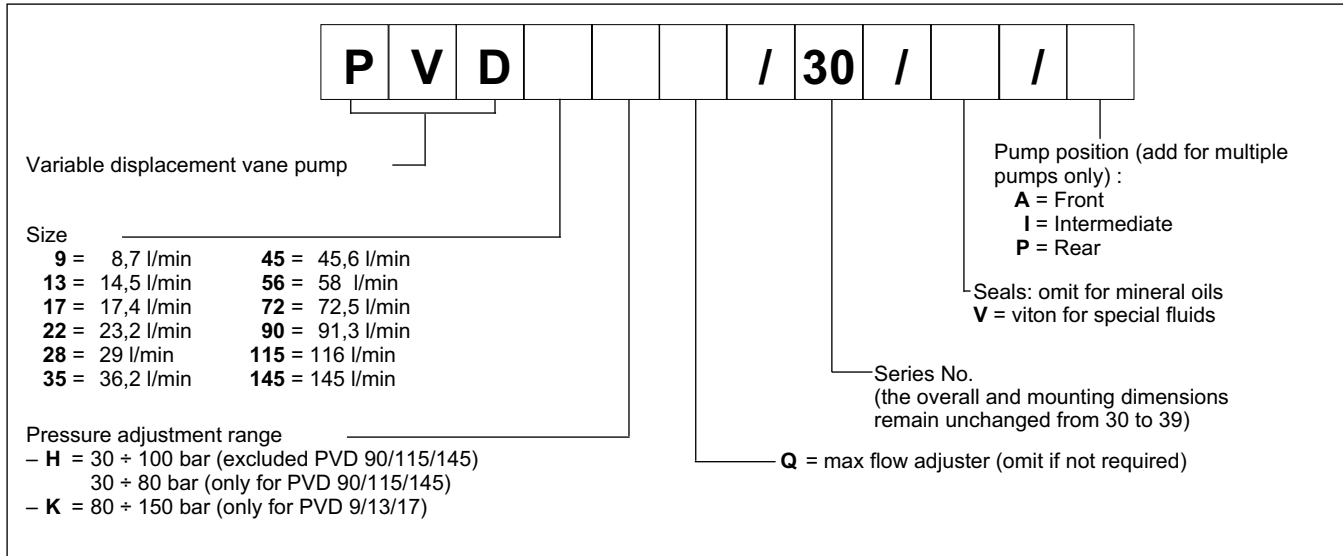 P V D / 30 / /
Variable displacement vane pump
Size
9 = 8,7 l/min 45 = 45,6 l/min
13 = 14,5 l/min 56 = 58 l/min
17 = 17,4 l/min 72 = 72,5 l/min
22 = 23,2 l/min 90 = 91,3 l/min
28 = 29 l/min 115 = 116 l/min
35 = 36,2 l/min 145 = 145 l/min
Pressure adjustment range
– H = 30 ÷ 100 bar (excluded PVD 90/115/145)
30 ÷ 80 bar (only for PVD 90/115/145)
– K = 80 ÷ 150 bar (only for PVD 9/13/17)
Pump position (add for multiple
pumps only) :
A = Front
I = Intermediate
P = Rear
Seals: omit for mineral oils
V = viton for special fluids
Series No.
(the overall and mounting dimensions
remain unchanged from 30 to 39)
Q = max flow adjuster (omit if not required)